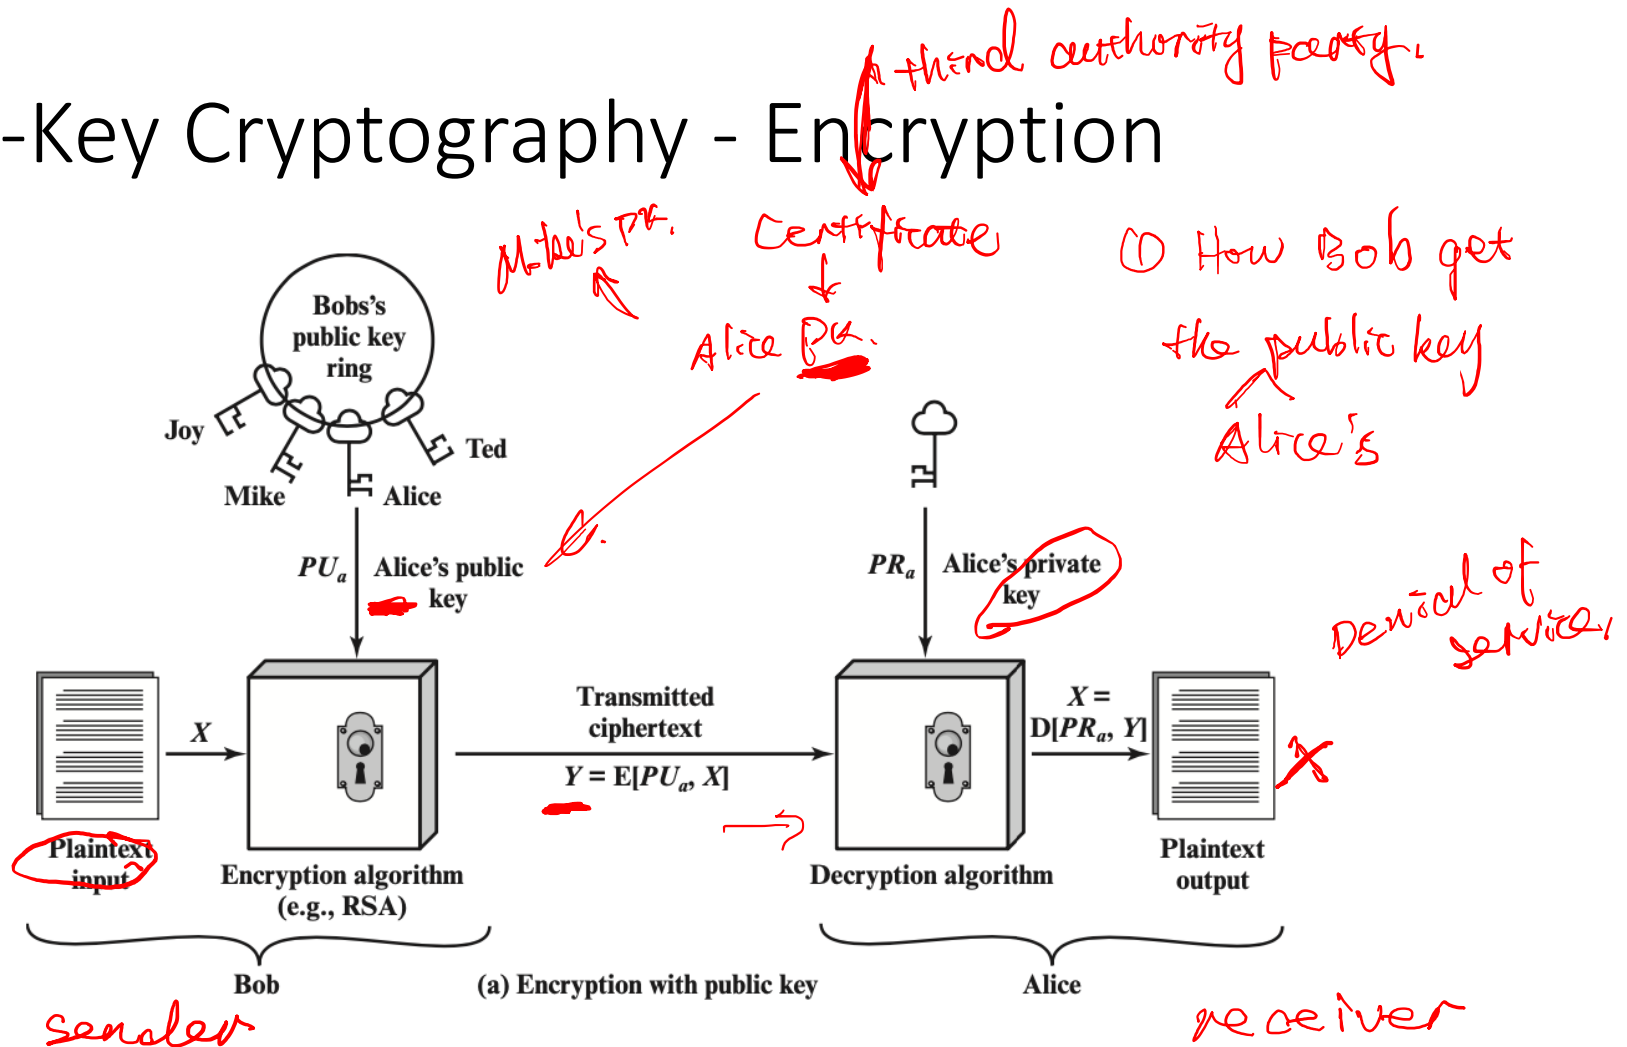 third authority party.
-Key Cryptography - Encryption
Mike's PK.
Certificate
① How Bob get
the public key
Alice's
Alice PK.
Bobs's
public key
ring
Joy
Mike
Alice
Ted
PUa
Alice's public
key
PRa
Alice's private
key
Denial of
service,
X
Transmitted
ciphertext
Y = E[PUa, X]
X =
D[PRa, Y]
Plaintext
input
Encryption algorithm
(e.g., RSA)
Decryption algorithm
Plaintext
output
Bob
(a) Encryption with public key
Alice
sender
receiver